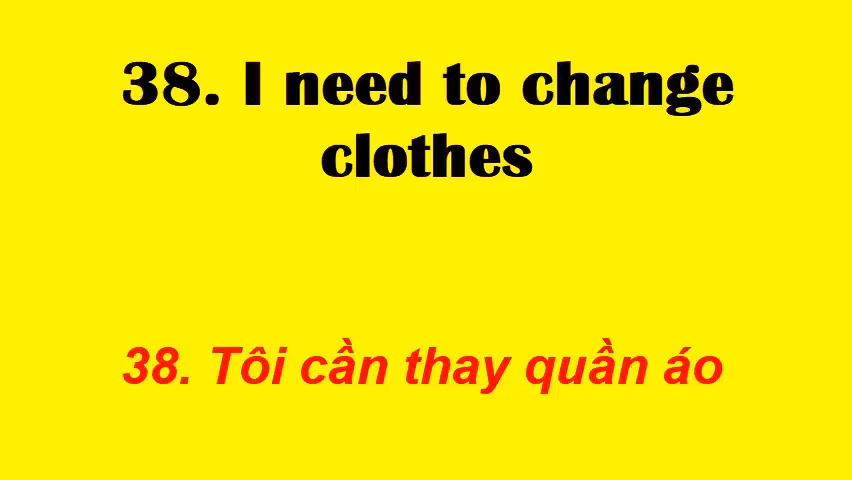 38. I need to change
clothes
38. Tôi cần thay quần áo